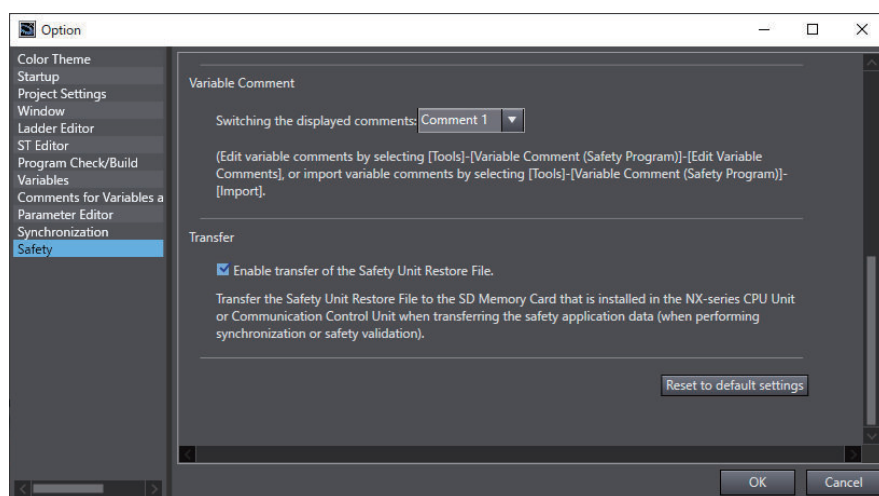 Option
Color Theme
Startup
Project Settings
Window
Ladder Editor
ST Editor
Program Check/Build
Variables
Comments for Variables a
Parameter Editor
Synchronization
Safety
Variable Comment
Switching the displayed comments: Comment 1
(Edit variable comments by selecting [Tools]-[Variable Comment (Safety Program)]-[Edit Variable
Comments], or import variable comments by selecting [Tools]-[Variable Comment (Safety Program)]-
[Import].
Transfer
Enable transfer of the Safety Unit Restore File.
Transfer the Safety Unit Restore File to the SD Memory Card that is installed in the NX-series CPU Unit
or Communication Control Unit when transferring the safety application data (when performing
synchronization or safety validation).
Reset to default settings
OK
Cancel